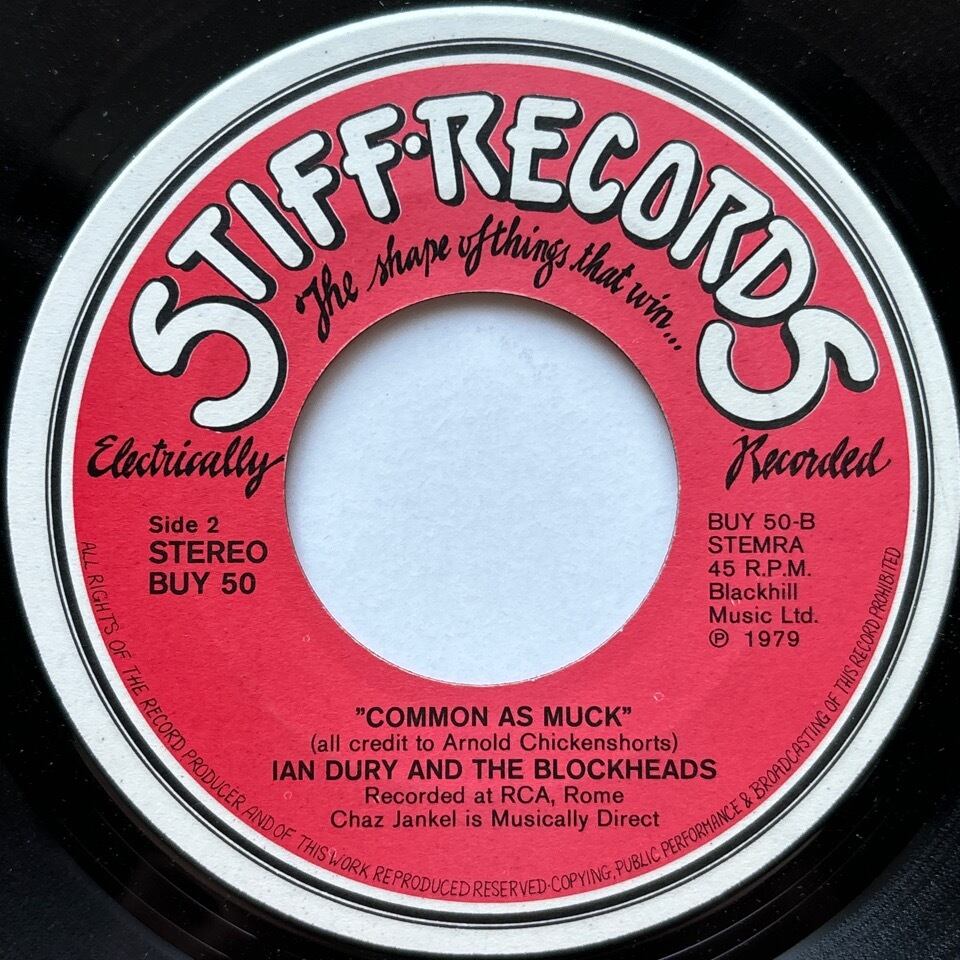 STIFF·RECORDS
The shape of things that win...
Electrically Recorded
Side 2
STEREO
BUY 50
BUY 50-B
STEMRA
45 R.P.M.
Blackhill
Music Ltd.
℗ 1979
"COMMON AS MUCK"
(all credit to Arnold Chickenshorts)
IAN DURY AND THE BLOCKHEADS
Recorded at RCA, Rome
Chaz Jankel is Musically Direct
ALL RIGHTS OF THE RECORD PRODUCER AND OF THIS WORK REPRODUCED RESERVED·COPYING, PUBLIC PERFORMANCE & BROADCASTING OF THIS RECORD PROHIBITED